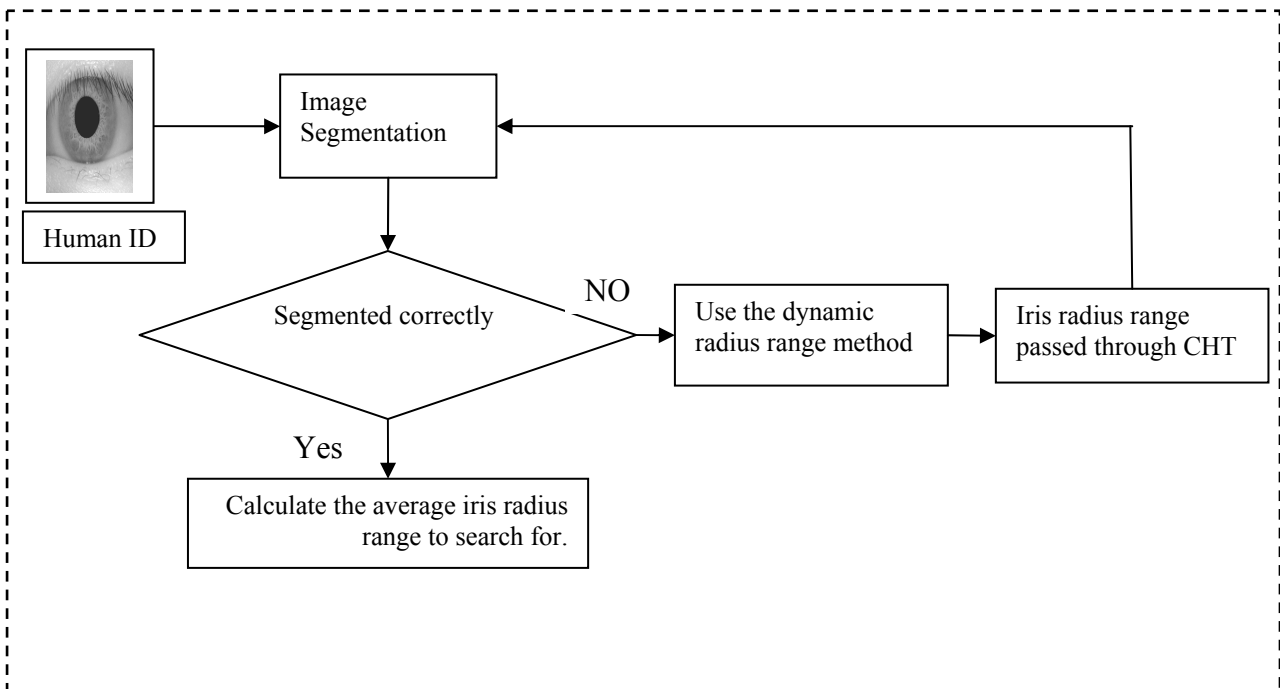 Image
Segmentation
Human ID
Segmented correctly
NO
Use the dynamic
radius range method
Iris radius range
passed through CHT
Yes
Calculate the average iris radius
range to search for.